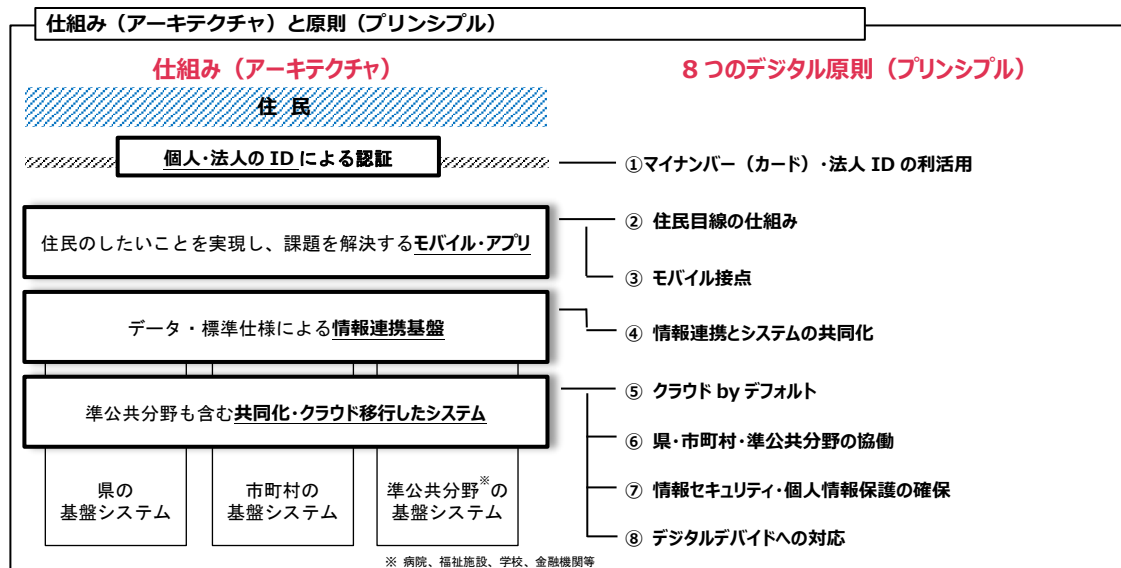 仕組み（アーキテクチャ）と原則（プリンシプル）
仕組み（アーキテクチャ）
住 民
個人・法人の ID による認証
住民のしたいことを実現し、課題を解決するモバイル・アプリ
データ・標準仕様による情報連携基盤
準公共分野も含む共同化・クラウド移行したシステム
県の
基盤システム
市町村の
基盤システム
準公共分野※の
基盤システム
※ 病院、福祉施設、学校、金融機関等
８つのデジタル原則（プリンシプル）
①マイナンバー（カード）・法人 ID の利活用
② 住民目線の仕組み
③ モバイル接点
④ 情報連携とシステムの共同化
⑤ クラウド by デフォルト
⑥ 県・市町村・準公共分野の協働
⑦ 情報セキュリティ・個人情報保護の確保
⑧ デジタルデバイドへの対応